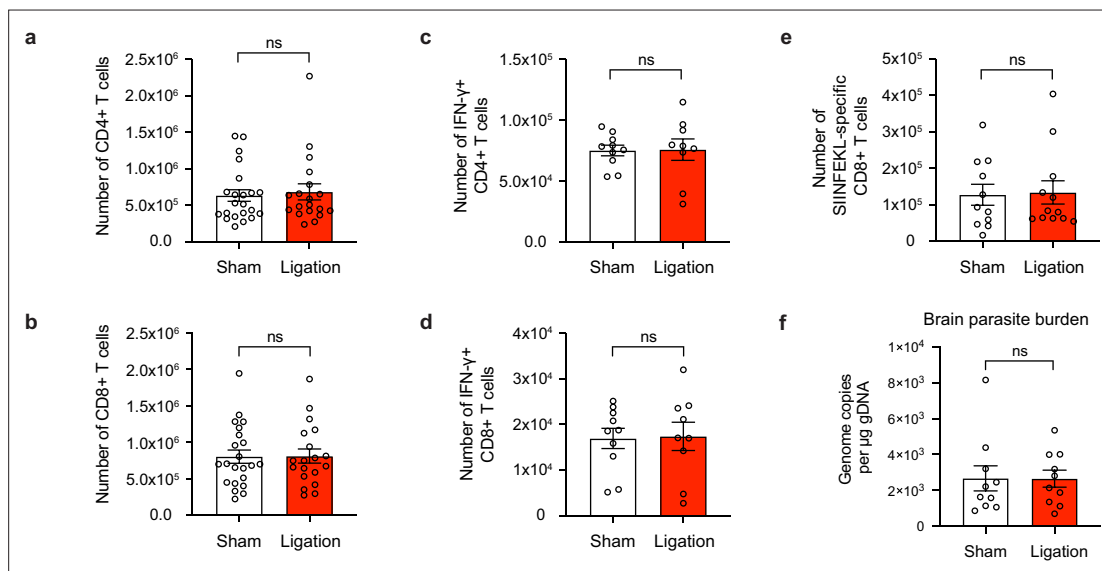 a
Number of CD4+ T cells
2.5x10⁶
2.0x10⁶
1.5x10⁶
1.0x10⁶
5.0x10⁵
0.0
ns
Sham Ligation
b
Number of CD8+ T cells
2.5x10⁶
2.0x10⁶
1.5x10⁶
1.0x10⁶
5.0x10⁵
0.0
ns
Sham Ligation
c
Number of IFN-γ+
CD4+ T cells
1.5x10⁵
1.0x10⁵
5.0x10⁴
0.0
ns
Sham Ligation
d
Number of IFN-γ+
CD8+ T cells
4x10⁴
3x10⁴
2x10⁴
1x10⁴
0
ns
Sham Ligation
e
Number of
SIINFEKL-specific
CD8+ T cells
5x10⁵
4x10⁵
3x10⁵
2x10⁵
1x10⁵
0
ns
Sham Ligation
f
Brain parasite burden
Genome copies
per µg gDNA
1×10⁴
8×10³
6×10³
4×10³
2×10³
0
ns
Sham Ligation